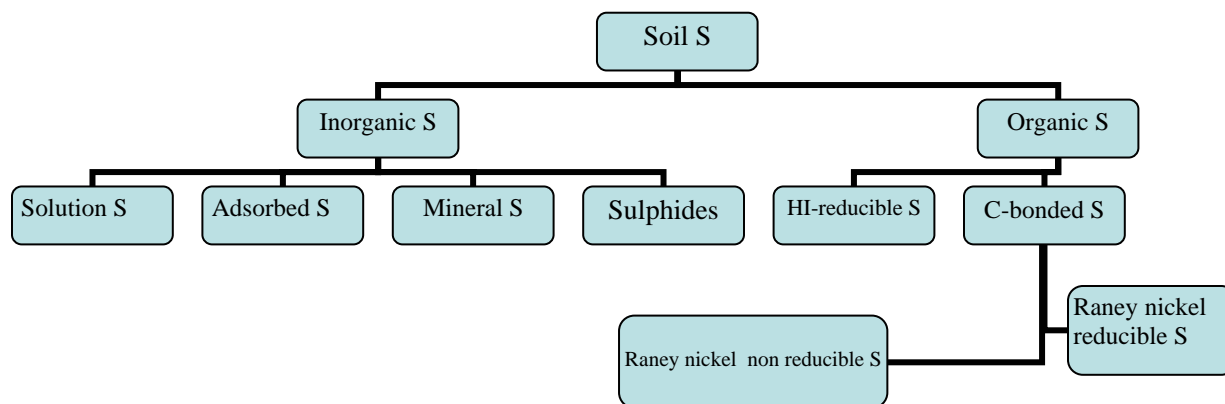 Soil S
Inorganic S
Organic S
Solution S
Adsorbed S
Mineral S
Sulphides
HI-reducible S
C-bonded S
Raney nickel
reducible S
Raney nickel non reducible S